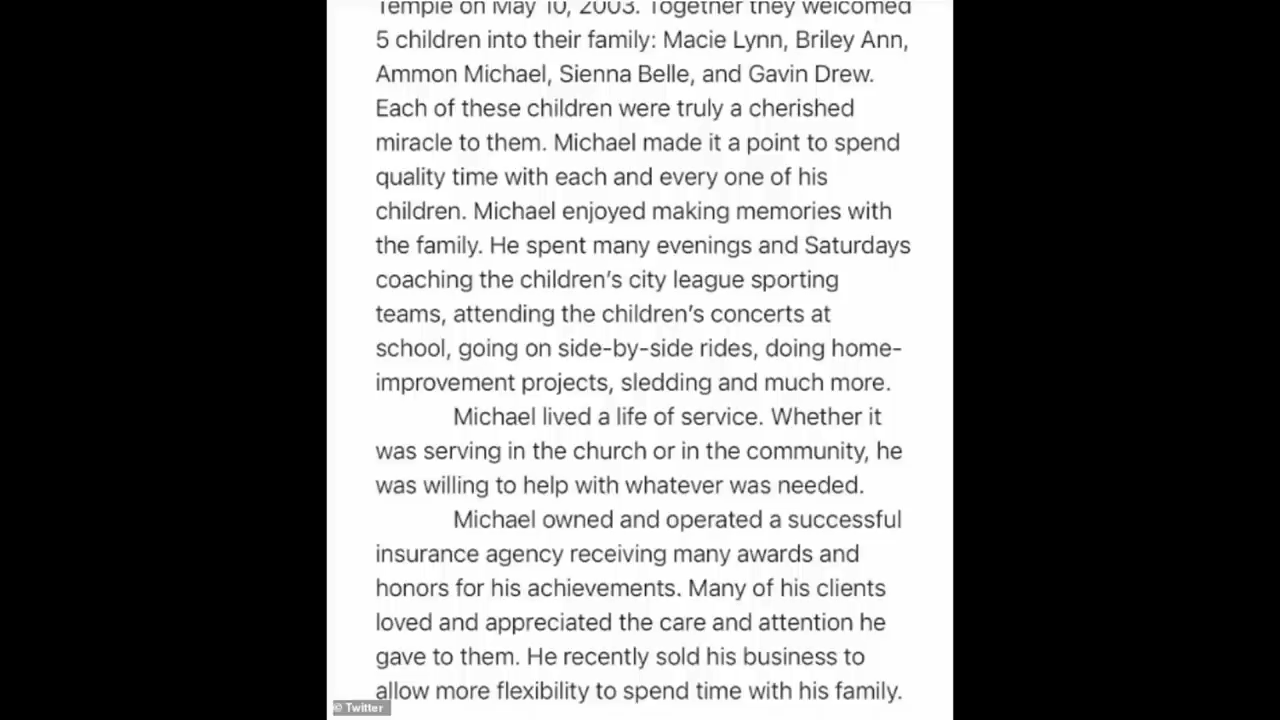 Temple on May 10, 2003. Together they welcomed
5 children into their family: Macie Lynn, Briley Ann,
Ammon Michael, Sienna Belle, and Gavin Drew.
Each of these children were truly a cherished
miracle to them. Michael made it a point to spend
quality time with each and every one of his
children. Michael enjoyed making memories with
the family. He spent many evenings and Saturdays
coaching the children’s city league sporting
teams, attending the children’s concerts at
school, going on side-by-side rides, doing home-
improvement projects, sledding and much more.
Michael lived a life of service. Whether it
was serving in the church or in the community, he
was willing to help with whatever was needed.
Michael owned and operated a successful
insurance agency receiving many awards and
honors for his achievements. Many of his clients
loved and appreciated the care and attention he
gave to them. He recently sold his business to
allow more flexibility to spend time with his family.
© Twitter